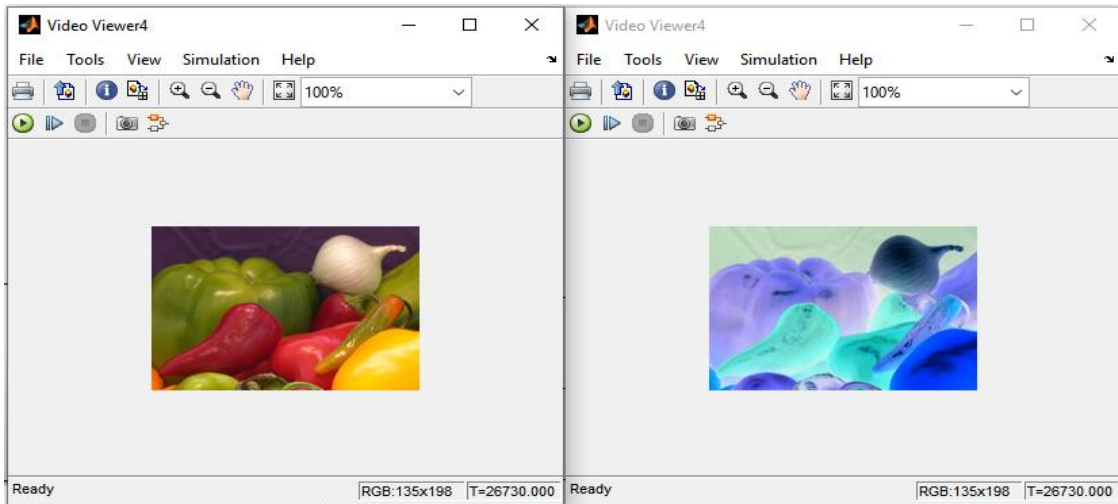 Video Viewer4
File Tools View Simulation Help
100%
Ready RGB:135x198 T=26730.000
Video Viewer4
File Tools View Simulation Help
100%
Ready RGB:135x198 T=26730.000